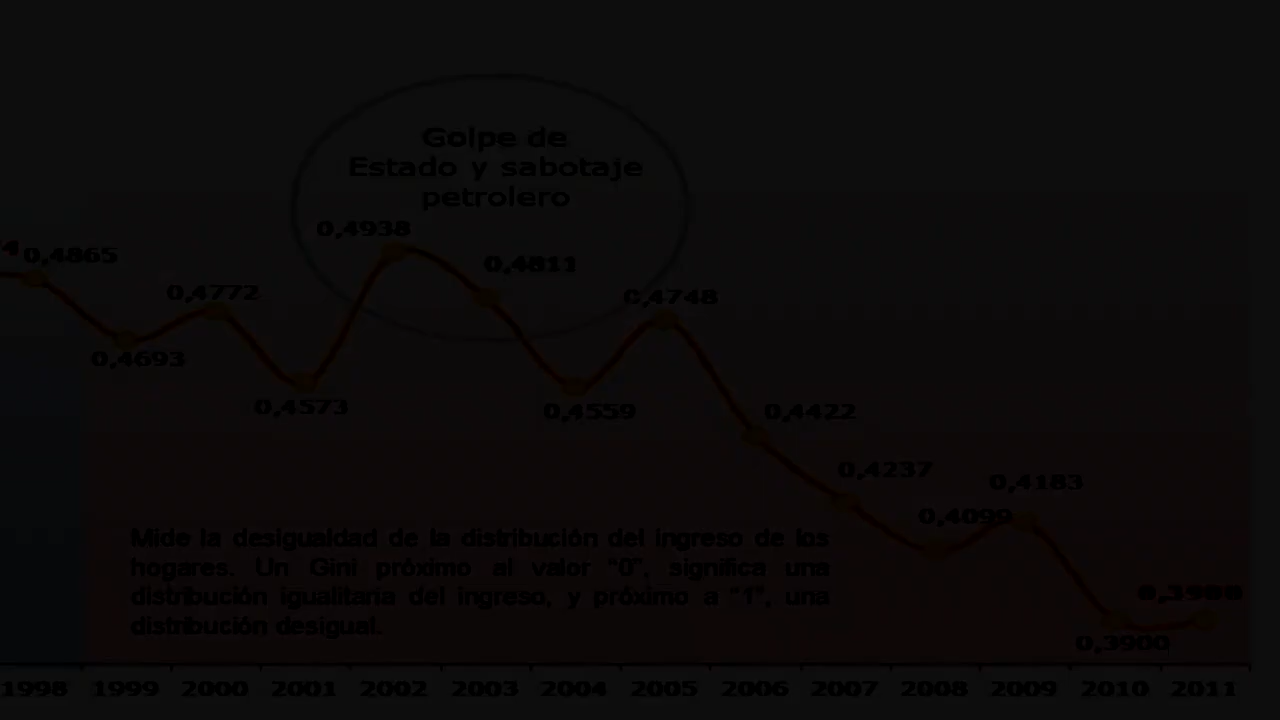 Golpe de
Estado y sabotaje
petrolero
0,4938
0,4865
0,4811
0,4772
0,4748
0,4693
0,4573
0,4559
0,4422
0,4237
0,4183
0,4099
Mide la desigualdad de la distribución del ingreso de los
hogares. Un Gini próximo al valor "0", significa una
distribución igualitaria del ingreso, y próximo a "1", una
distribución desigual.
0,3900
1998 1999 2000 2001 2002 2003 2004 2005 2006 2007 2008 2009 2010 2011